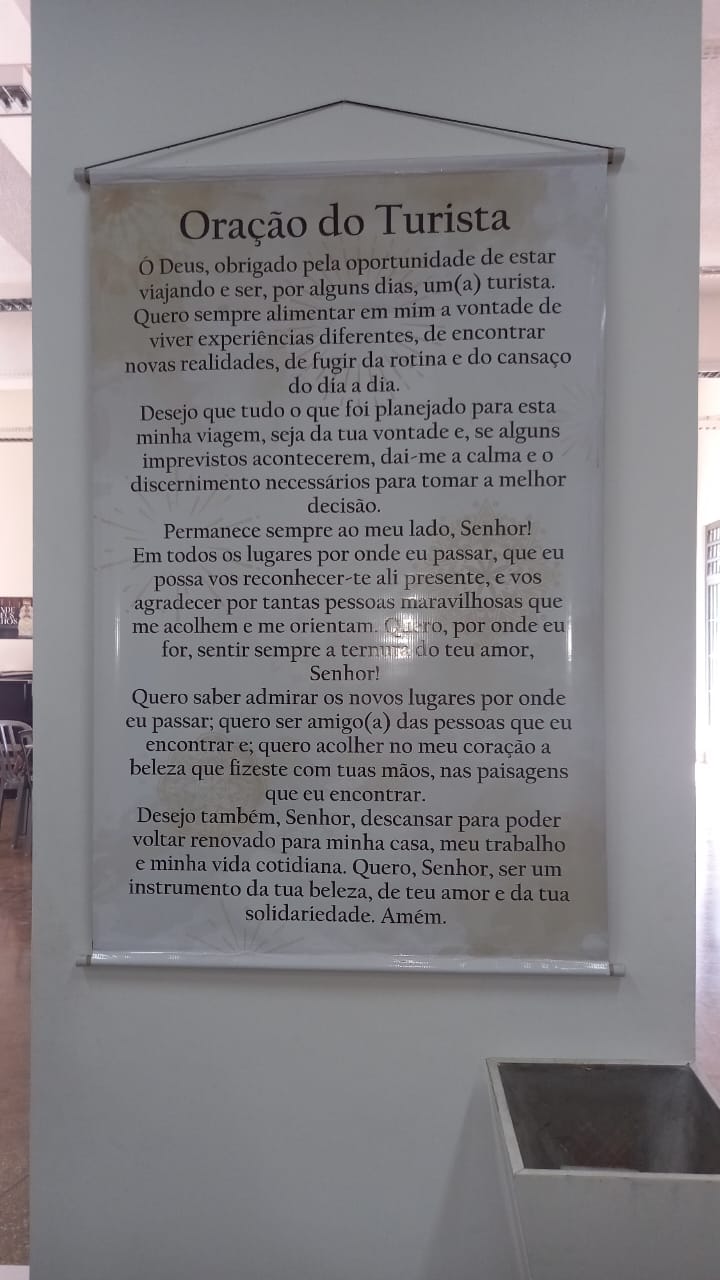 Oração do Turista
Ó Deus, obrigado pela oportunidade de estar
viajando e ser, por alguns dias, um(a) turista.
Quero sempre alimentar em mim a vontade de
viver experiências diferentes, de encontrar
novas realidades, de fugir da rotina e do cansaço
do dia a dia.
Desejo que tudo o que foi planejado para esta
minha viagem, seja da tua vontade e, se alguns
imprevistos acontecerem, dai-me a calma e o
discernimento necessários para tomar a melhor
decisão.
Permanece sempre ao meu lado, Senhor!
Em todos os lugares por onde eu passar, que eu
possa vos reconhecer-te ali presente, e vos
agradecer por tantas pessoas maravilhosas que
me acolhem e me orientam. Quero, por onde eu
for, sentir sempre a ternura do teu amor,
Senhor!
Quero saber admirar os novos lugares por onde
eu passar; quero ser amigo(a) das pessoas que eu
encontrar e; quero acolher no meu coração a
beleza que fizeste com tuas mãos, nas paisagens
que eu encontrar.
Desejo também, Senhor, descansar para poder
voltar renovado para minha casa, meu trabalho
e minha vida cotidiana. Quero, Senhor, ser um
instrumento da tua beleza, de teu amor e da tua
solidariedade. Amém.